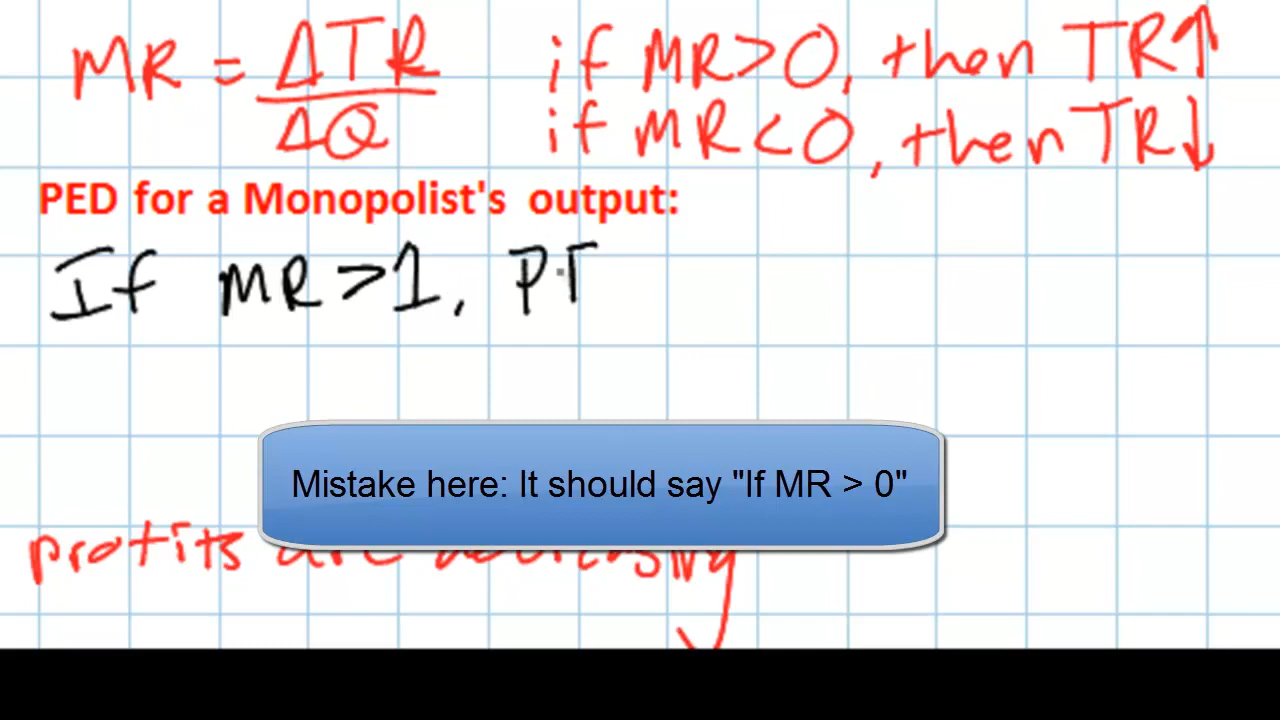 MR = ΔTR / ΔQ if MR>0, then TR↑
if MR<0, then TR↓
PED for a Monopolist's output:
If MR>1, P
Mistake here: It should say "If MR > 0"
profits are